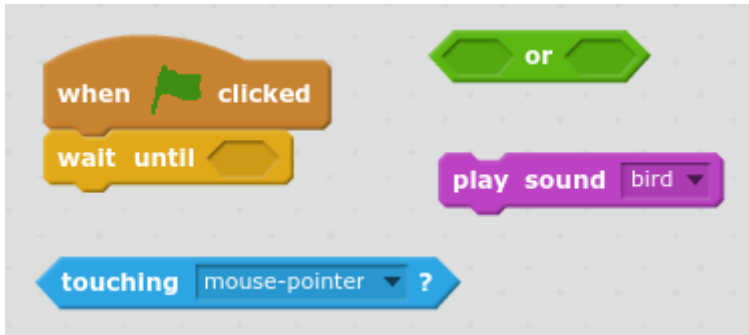 when clicked
wait until
or
play sound bird
touching mouse-pointer ?